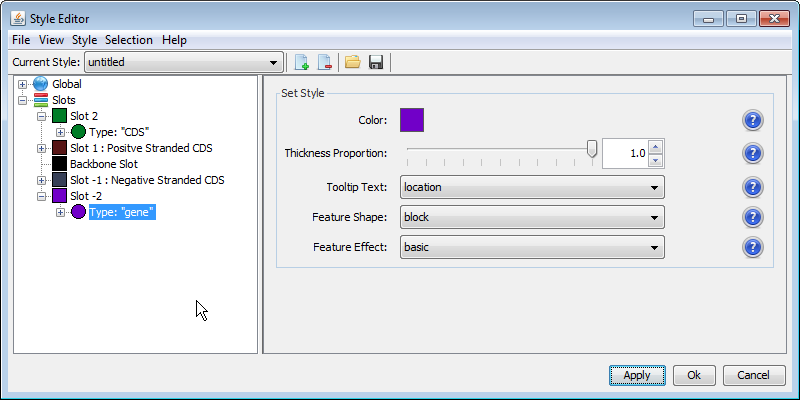 Style Editor
File View Style Selection Help
Current Style: untitled
Global
Slots
Slot 2
Type: "CDS"
Slot 1 : Positve Stranded CDS
Backbone Slot
Slot -1 : Negative Stranded CDS
Slot -2
Type: "gene"
Set Style
Color:
Thickness Proportion: 1.0
Tooltip Text: location
Feature Shape: block
Feature Effect: basic
Apply Ok Cancel